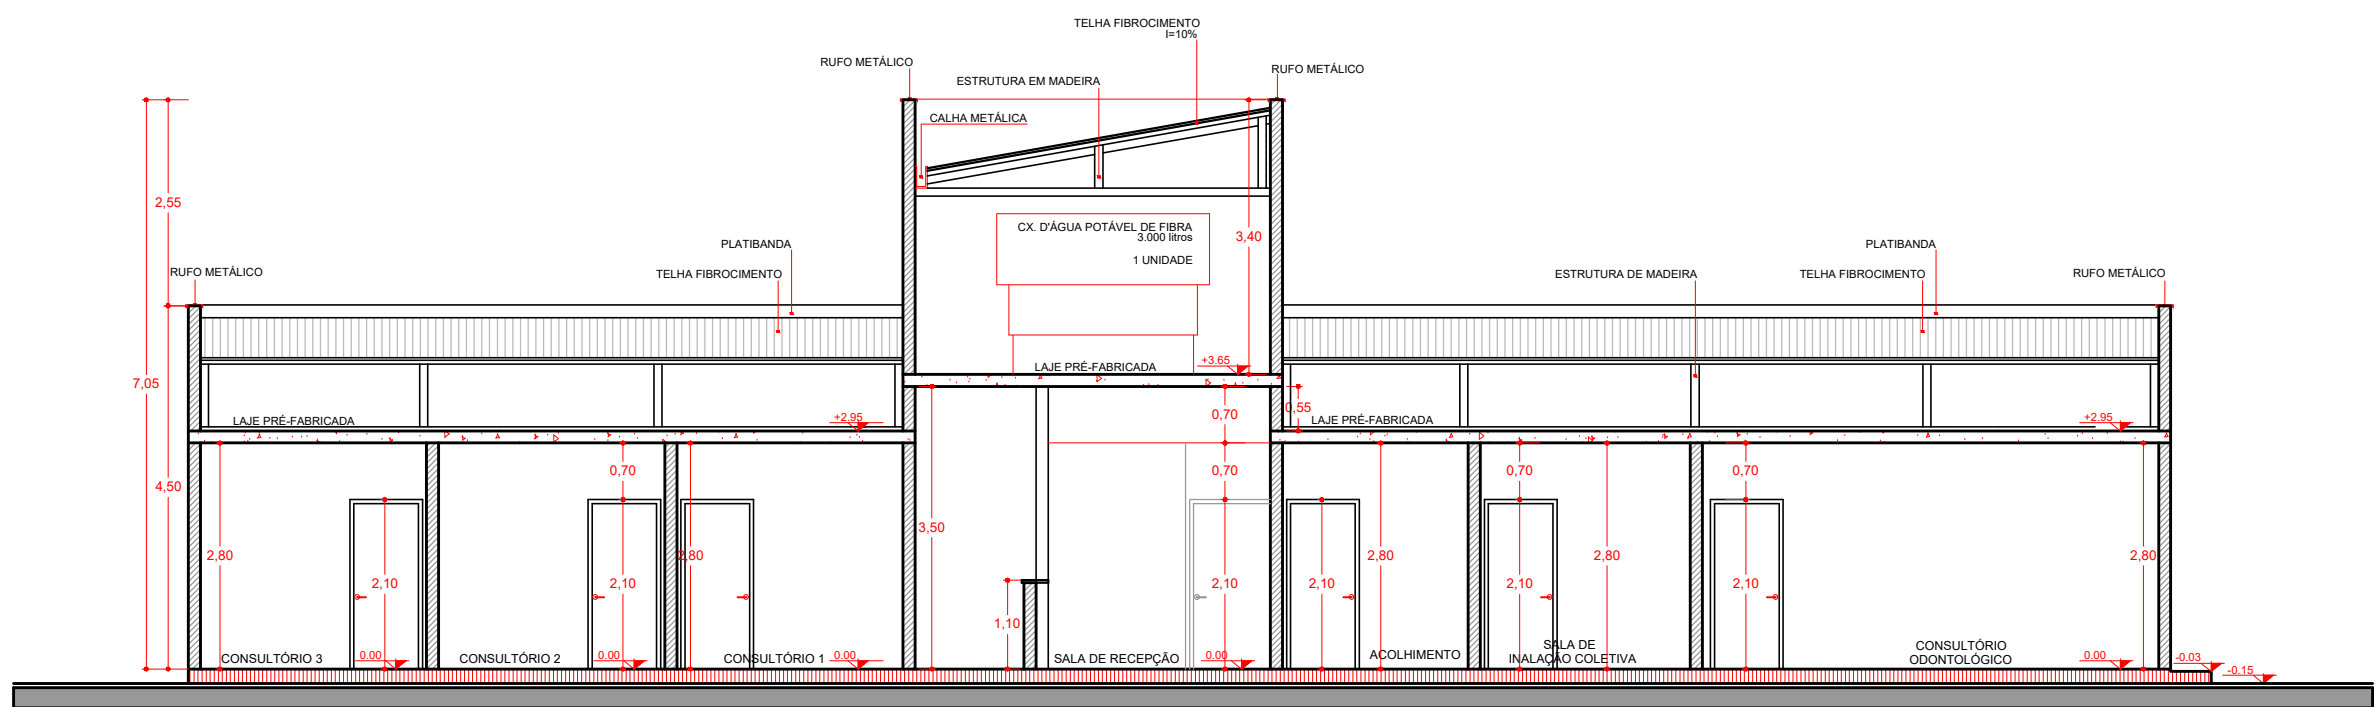 TELHA FIBROCIMENTO
I=10%
RUFO METÁLICO
RUFO METÁLICO
ESTRUTURA EM MADEIRA
CALHA METÁLICA
2,55
CX. D'ÁGUA POTÁVEL DE FIBRA
3.000 litros
1 UNIDADE
3,40
PLATIBANDA
PLATIBANDA
RUFO METÁLICO
TELHA FIBROCIMENTO
ESTRUTURA DE MADEIRA
TELHA FIBROCIMENTO
RUFO METÁLICO
7,05
LAJE PRÉ-FABRICADA
+3.65
LAJE PRÉ-FABRICADA
+2.95
0,70
0,55
LAJE PRÉ-FABRICADA
+2.95
4,50
0,70
0,70
0,70
0,70
3,50
2,80
2,80
2,80
2,80
2,80
2,10
2,10
2,10
2,10
2,10
2,10
1,10
CONSULTÓRIO 3
0.00
CONSULTÓRIO 2
0.00
CONSULTÓRIO 1
0.00
SALA DE RECEPÇÃO
0.00
ACOLHIMENTO
SALA DE
INALAÇÃO COLETIVA
CONSULTÓRIO
ODONTOLÓGICO
0.00
-0.03
-0.15